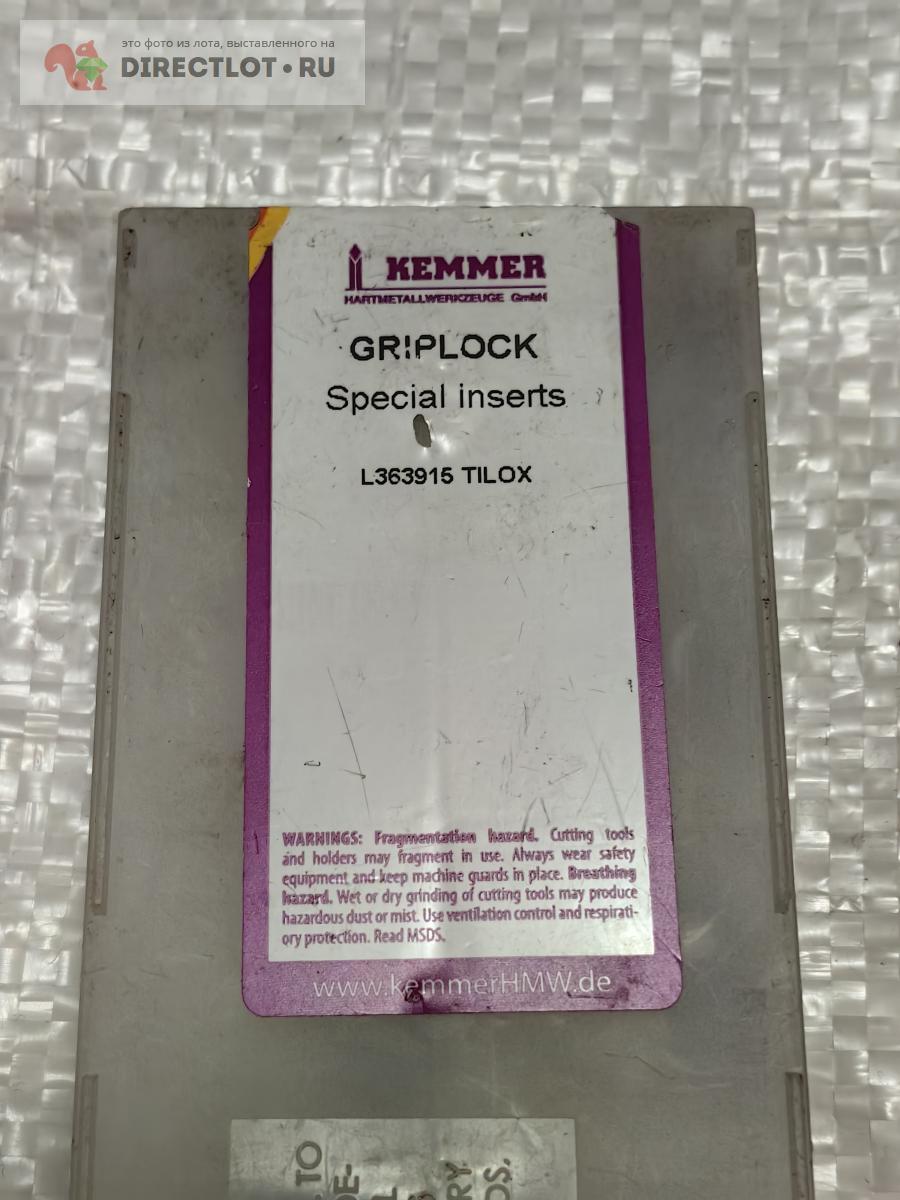 это фото из лота, выставленного на
DIRECTLOT•RU
KEMMER
HARTMETALLWERKZEUGE GmbH
GRIPLOCK
Special inserts
L363915 TILOX
WARNINGS: Fragmentation hazard. Cutting tools
and holders may fragment in use. Always wear safety
equipment and keep machine guards in place. Breathing
hazard. Wet or dry grinding of cutting tools may produce
hazardous dust or mist. Use ventilation control and respirati-
ory protection. Read MSDS.
www.kemmerHMW.de
TO